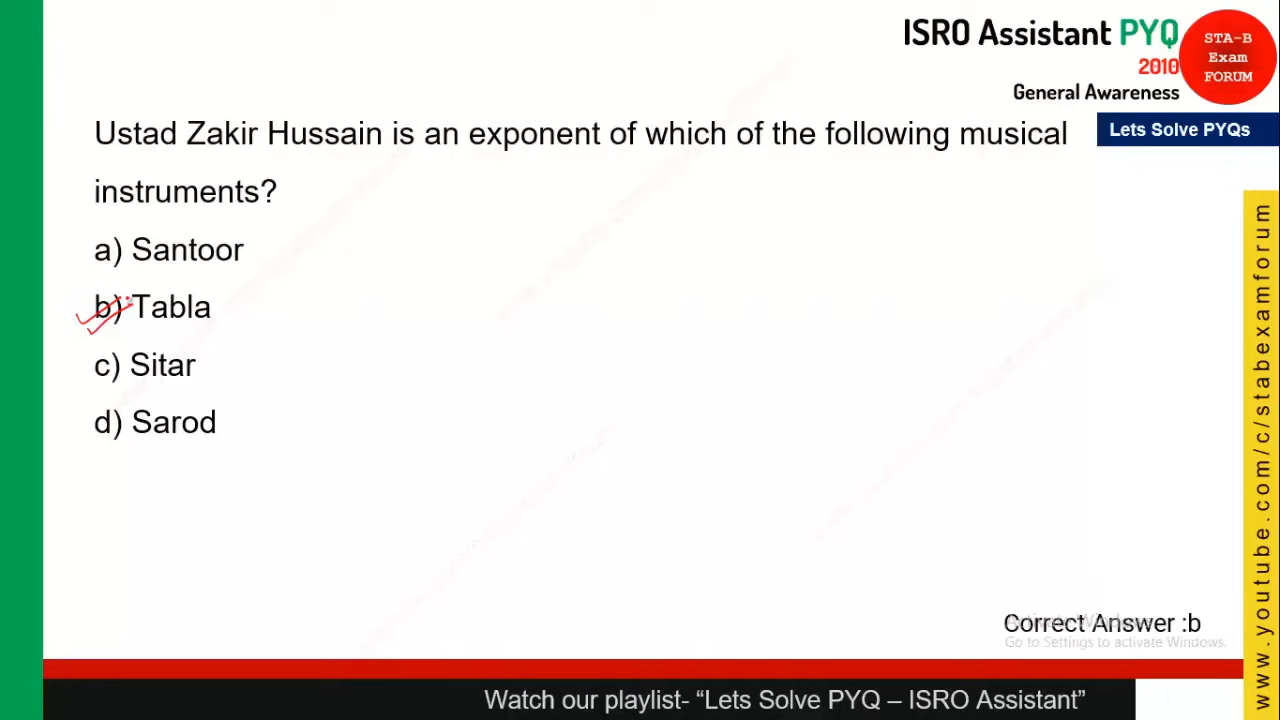 ISRO Assistant PYQ
2010
General Awareness
STA-B
Exam
FORUM
Lets Solve PYQs
Ustad Zakir Hussain is an exponent of which of the following musical
instruments?
a) Santoor
b) Tabla
c) Sitar
d) Sarod
Correct Answer :b
Activate Windows
Go to Settings to activate Windows.
Watch our playlist- “Lets Solve PYQ – ISRO Assistant”
www.youtube.com/c/stabexamforum